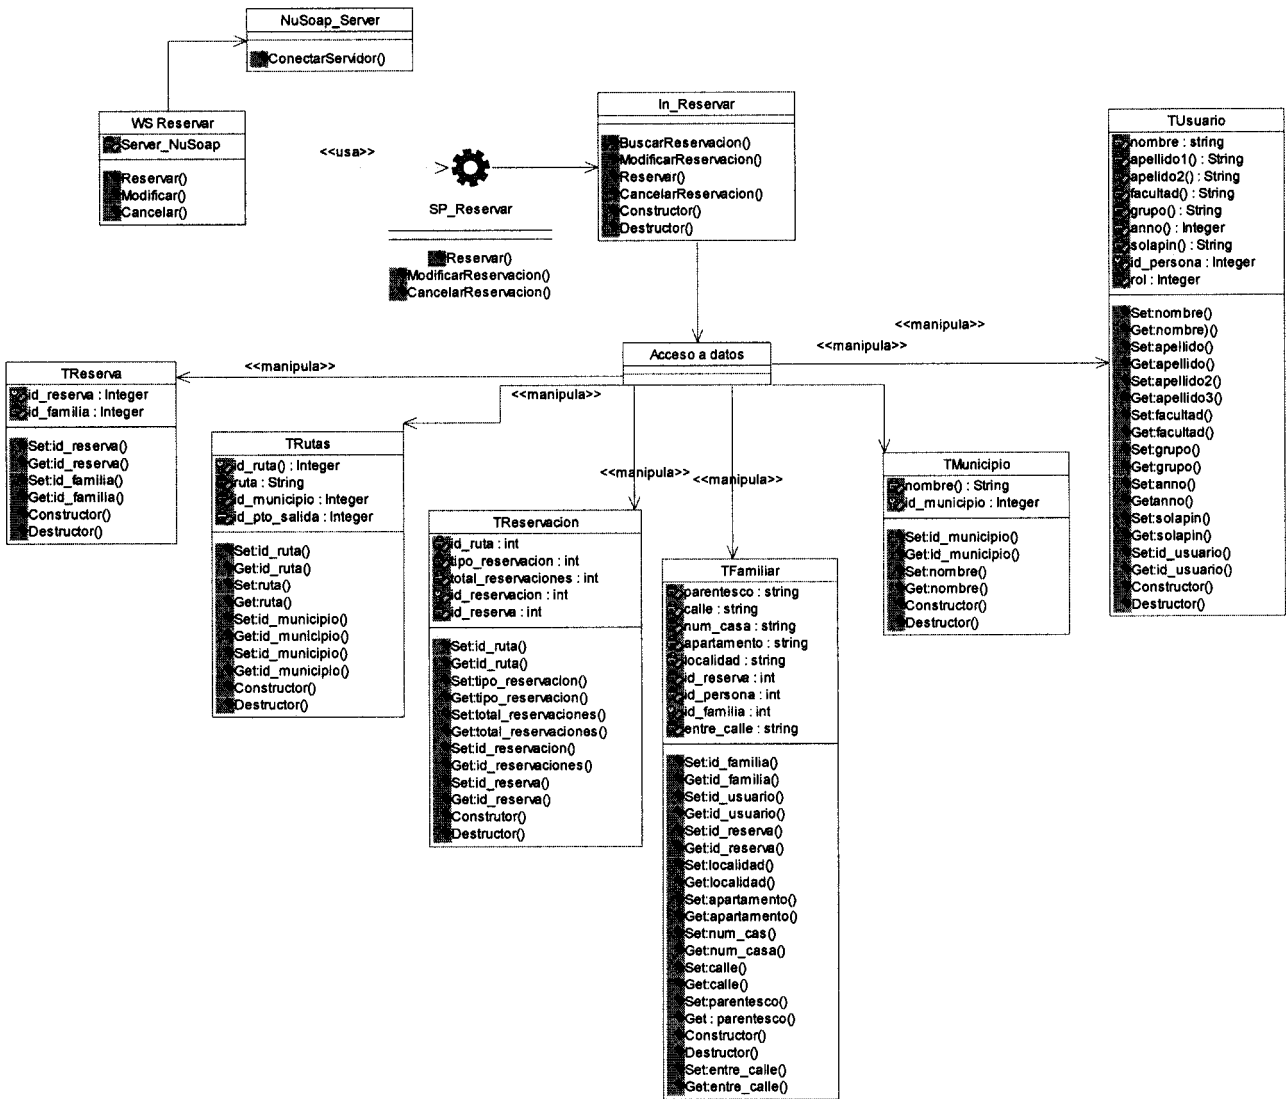 NuSoap_Server
ConectarServidor()
WS Reservar
Server_NuSoap
Reservar()
Modificar()
Cancelar()
<<usa>>
SP_Reservar
Reservar()
ModificarReservacion()
CancelarReservacion()
In_Reservar
BuscarReservacion()
ModificarReservacion()
Reservar()
CancelarReservacion()
Constructor()
Destructor()
TUsuario
nombre : string
apellido1() : String
apelido2() : String
facultad() : String
grupo() : String
anno() : Integer
solapin() : String
id_persona : Integer
rol : Integer
Set:nombre()
Get:nombre)()
Set:apellido()
Get:apellido()
Set:apellido2()
Get:apellido3()
Set:facultad()
Get:facultad()
Set:grupo()
Get:grupo()
Set:anno()
Getanno()
Set:solapin()
Get:solapin()
Set:id_usuario()
Get:id_usuario()
Constructor()
Destructor()
Acceso a datos
<<manipula>>
<<manipula>>
<<manipula>>
<<manipula>>
<<manipula>>
<<manipula>>
TReserva
id_reserva : Integer
id_familia : Integer
Set:id_reserva()
Get:id_reserva()
Set:id_familia()
Get:id_familia()
Constructor()
Destructor()
TRutas
id_ruta() : Integer
ruta : String
id_municipio : Integer
id_pto_salida : Integer
Set:id_ruta()
Get:id_ruta()
Set:ruta()
Get:ruta()
Set:id_municipio()
Get:id_municipio()
Set:id_municipio()
Get:id_municipio()
Constructor()
Destructor()
TReservacion
id_ruta : int
tipo_reservacion : int
total_reservaciones : int
id_reservacion : int
id_reserva : int
Set:id_ruta()
Get:id_ruta()
Set:tipo_reservacion()
Get:tipo_reservacion()
Set:total_reservaciones()
Get:total_reservaciones()
Set:id_reservacion()
Get:id_reservaciones()
Set:id_reserva()
Get:id_reserva()
Construtor()
Destructor()
TFamiliar
parentesco : string
calle : string
num_casa : string
apartamento : string
localidad : string
id_reserva : int
id_persona : int
id_familia : int
entre_calle : string
Set:id_familia()
Get:id_familia()
Set:id_usuario()
Get:id_usuario()
Set:id_reserva()
Get:id_reserva()
Set:localidad()
Get:localidad()
Set:apartamento()
Get:apartamento()
Set:num_cas()
Get:num_casa()
Set:calle()
Get:calle()
Set:parentesco()
Get : parentesco()
Constructor()
Destructor()
Set:entre_calle()
Get:entre_calle()
TMunicipio
nombre() : String
id_municipio : Integer
Set:id_municipio()
Get:id_municipio()
Set:nombre()
Get:nombre()
Constructor()
Destructor()